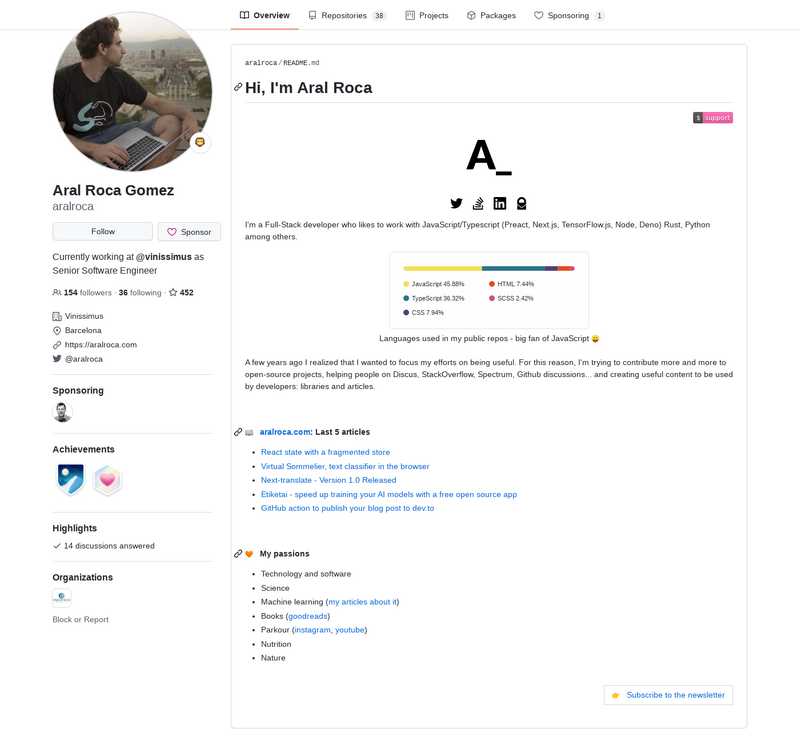 Overview
Repositories 38
Projects
Packages
Sponsoring 1
Aral Roca Gomez
aralroca
Follow
Sponsor
Currently working at @vinissimus as
Senior Software Engineer
154 followers · 36 following · 452
Vinissimus
Barcelona
https://aralroca.com
@aralroca
Sponsoring
Achievements
Highlights
14 discussions answered
Organizations
Block or Report
aralroca/README.md
Hi, I'm Aral Roca
$ support
A_
I'm a Full-Stack developer who likes to work with JavaScript/Typescript (Preact, Next.js, TensorFlow.js, Node, Deno) Rust, Python
among others.
JavaScript 45.88%
HTML 7.44%
TypeScript 36.32%
SCSS 2.42%
CSS 7.94%
Languages used in my public repos - big fan of JavaScript 😛
A few years ago I realized that I wanted to focus my efforts on being useful. For this reason, I'm trying to contribute more and more to
open-source projects, helping people on Discus, StackOverflow, Spectrum, Github discussions... and creating useful content to be used
by developers: libraries and articles.
aralroca.com: Last 5 articles
React state with a fragmented store
Virtual Sommelier, text classifier in the browser
Next-translate - Version 1.0 Released
Etiketai - speed up training your AI models with a free open source app
GitHub action to publish your blog post to dev.to
My passions
Technology and software
Science
Machine learning (my articles about it)
Books (goodreads)
Parkour (instagram, youtube)
Nutrition
Nature
Subscribe to the newsletter